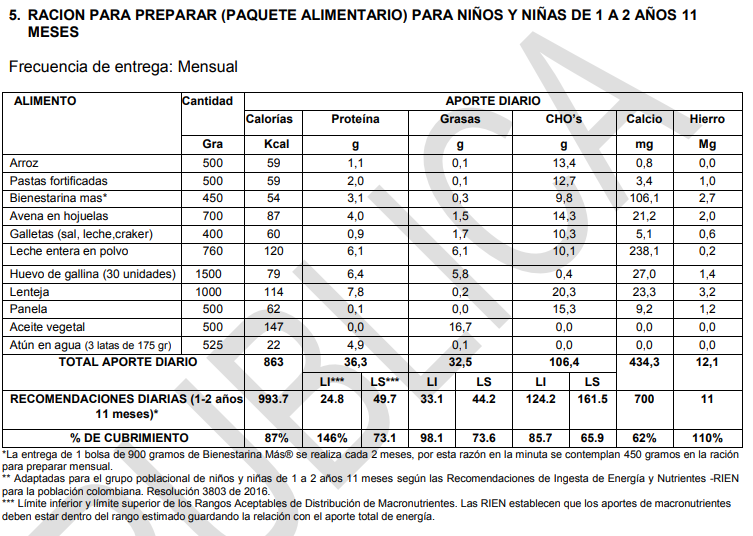 5. RACION PARA PREPARAR (PAQUETE ALIMENTARIO) PARA NIÑOS Y NIÑAS DE 1 A 2 AÑOS 11
MESES
Frecuencia de entrega: Mensual
ALIMENTO Cantidad APORTE DIARIO
Calorías Proteína Grasas CHO's Calcio Hierro
Gra Kcal g g g mg Mg
Arroz 500 59 1,1 0,1 13,4 0,8 0,0
Pastas fortificadas 500 59 2,0 0,1 12,7 3,4 1,0
Bienestarina mas* 450 54 3,1 0,3 9,8 106,1 2,7
Avena en hojuelas 700 87 4,0 1,5 14,3 21,2 2,0
Galletas (sal, leche,craker) 400 60 0,9 1,7 10,3 5,1 0,6
Leche entera en polvo 760 120 6,1 6,1 10,1 238,1 0,2
Huevo de gallina (30 unidades) 1500 79 6,4 5,8 0,4 27,0 1,4
Lenteja 1000 114 7,8 0,2 20,3 23,3 3,2
Panela 500 62 0,1 0,0 15,3 9,2 1,2
Aceite vegetal 500 147 0,0 16,7 0,0 0,0 0,0
Atún en agua (3 latas de 175 gr) 525 22 4,9 0,1 0,0 0,0 0,0
TOTAL APORTE DIARIO 863 36,3 32,5 106,4 434,3 12,1
LI*** LS*** LI LS LI LS
RECOMENDACIONES DIARIAS (1-2 años 993.7 24.8 49.7 33.1 44.2 124.2 161.5 700 11
11 meses)*
% DE CUBRIMIENTO 87% 146% 73.1 98.1 73.6 85.7 65.9 62% 110%
*La entrega de 1 bolsa de 900 gramos de Bienestarina Más® se realiza cada 2 meses, por esta razón en la minuta se contemplan 450 gramos en la ración
para preparar mensual.
** Adaptadas para el grupo poblacional de niños y niñas de 1 a 2 años 11 meses según las Recomendaciones de Ingesta de Energía y Nutrientes -RIEN
para la población colombiana. Resolución 3803 de 2016.
*** Límite inferior y límite superior de los Rangos Aceptables de Distribución de Macronutrientes. Las RIEN establecen que los aportes de macronutrientes
deben estar dentro del rango estimado guardando la relación con el aporte total de energía.
PUBLICA